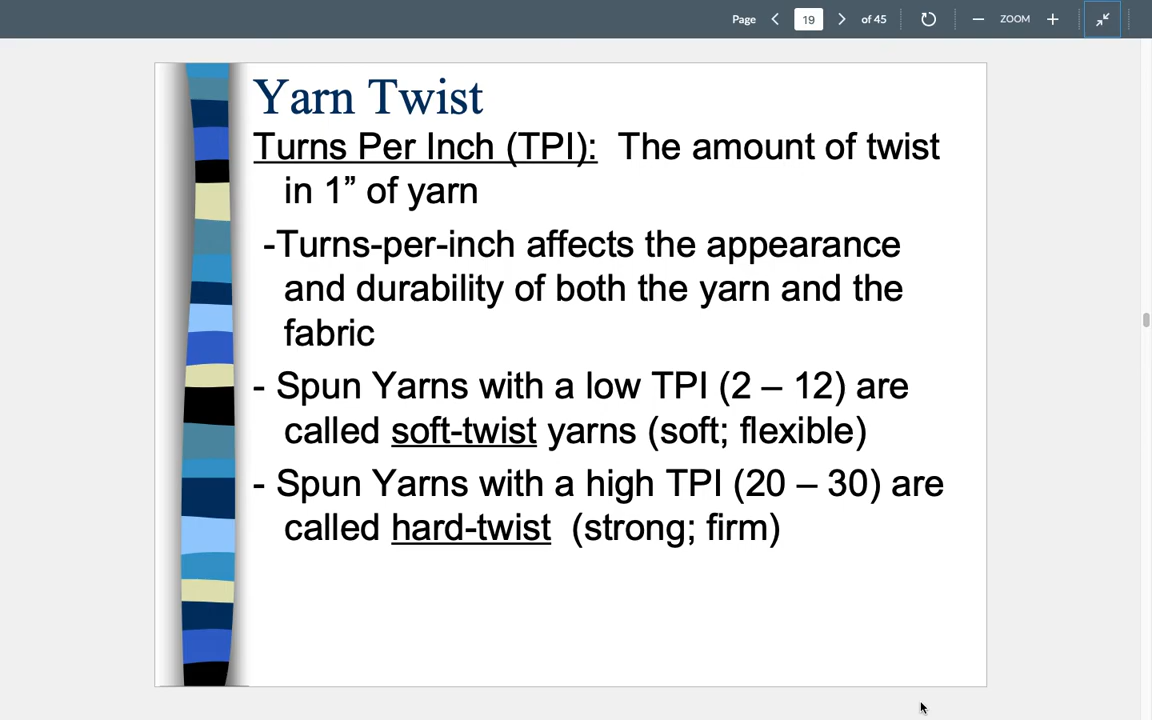 Page 19 of 45 ZOOM
Yarn Twist
Turns Per Inch (TPI): The amount of twist
in 1” of yarn
-Turns-per-inch affects the appearance
and durability of both the yarn and the
fabric
- Spun Yarns with a low TPI (2 – 12) are
called soft-twist yarns (soft; flexible)
- Spun Yarns with a high TPI (20 – 30) are
called hard-twist (strong; firm)